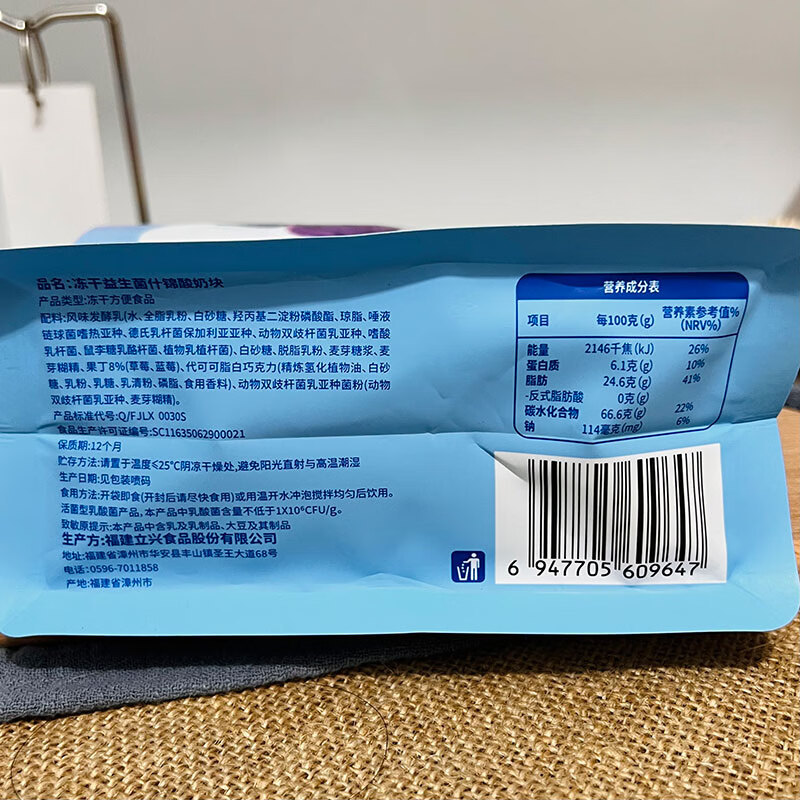 品名:冻干益生菌什锦酸奶块
产品类型:冻干方便食品
配料:风味发酵乳(水、全脂乳粉、白砂糖、羟丙基二淀粉磷酸酯、琼脂、唾液
链球菌嗜热亚种、德氏乳杆菌保加利亚亚种、动物双歧杆菌乳亚种、嗜酸
乳杆菌、鼠李糖乳酪杆菌、植物乳植杆菌)、白砂糖、脱脂乳粉、麦芽糖浆、麦
芽糊精、果丁8%(草莓、蓝莓)、代可可脂白巧克力(精炼氢化植物油、白
砂糖、乳粉、乳糖、乳清粉、磷脂、食用香料)、动物双歧杆菌乳亚种菌粉(动物
双歧杆菌乳亚种、麦芽糊精)。
产品标准代号:Q/FJLX 0030S
食品生产许可证编号:SC11635062900021
保质期:12个月
贮存方法:请置于温度≤25℃阴凉干燥处,避免阳光直射与高温潮湿
生产日期:见包装喷码
食用方法:开袋即食(开封后请尽快食用)或用温开水冲泡搅拌均匀后饮用。
活菌型乳酸菌产品,本产品中乳酸菌含量不低于1X10⁶CFU/g。
致敏原提示:本产品中含乳及乳制品、大豆及其制品
生产方:福建立兴食品股份有限公司
地址:福建省漳州市华安县丰山镇圣王大道68号
电话:0596-7011858
产地:福建省漳州市
营养成分表
项目 每100克(g) 营养素参考值%
(NRV%)
能量 2146千焦(kJ) 26%
蛋白质 6.1克(g) 10%
脂肪 24.6克(g) 41%
-反式脂肪酸 0克(g)
碳水化合物 66.6克(g) 22%
钠 114毫克(mg) 6%
6 947705 609647